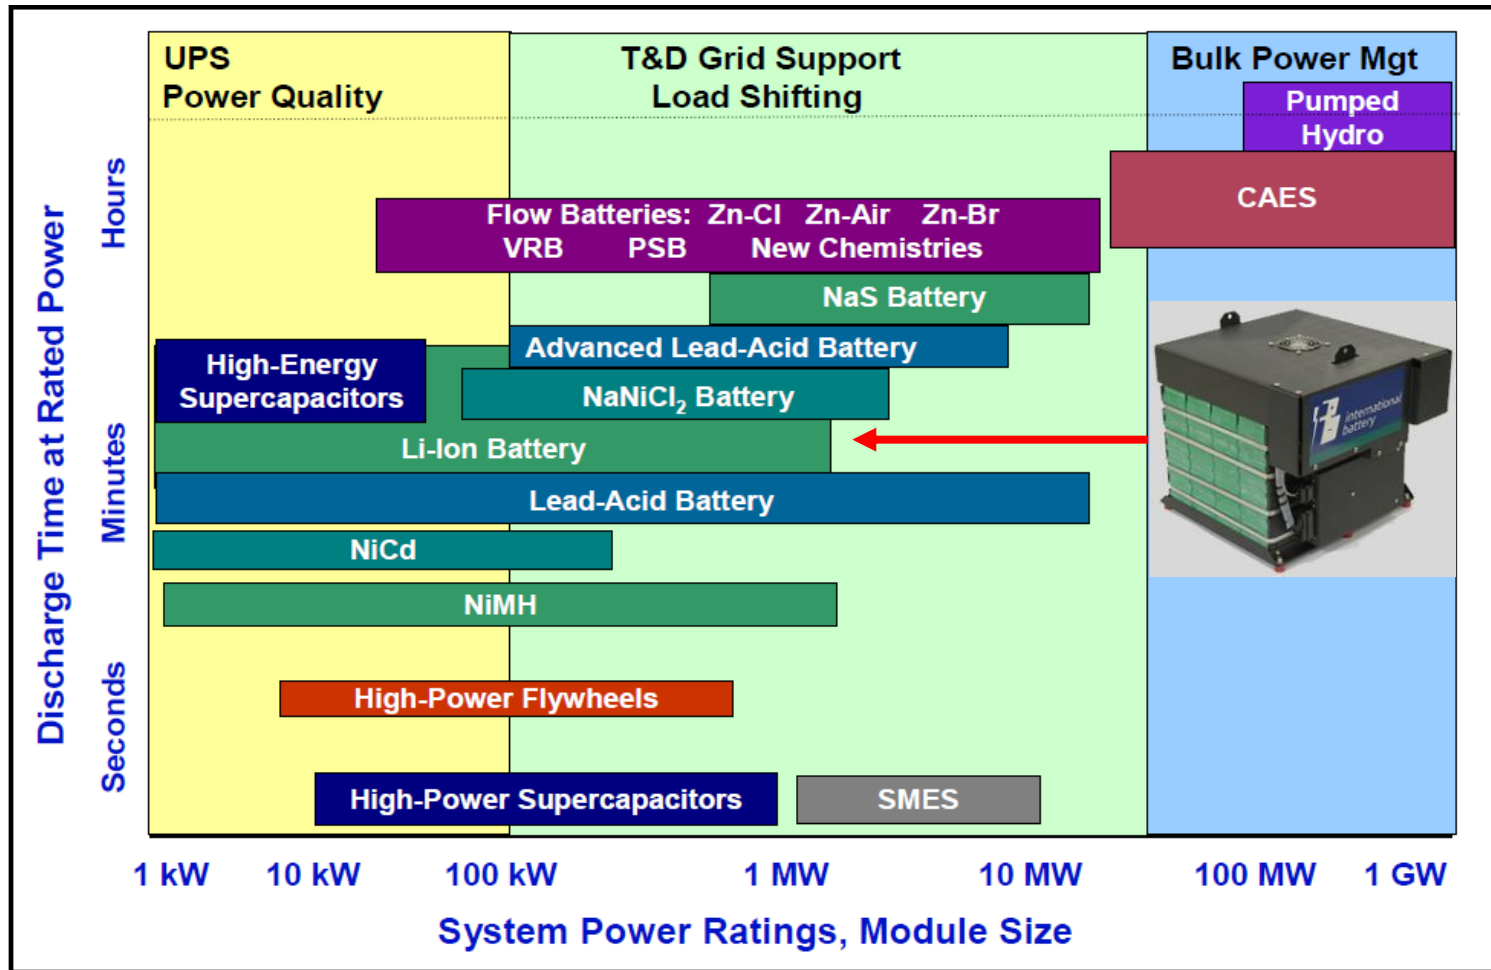 UPS
Power Quality
T&D Grid Support
Load Shifting
Bulk Power Mgt
Pumped
Hydro
CAES
Flow Batteries: Zn-Cl Zn-Air Zn-Br
VRB PSB New Chemistries
NaS Battery
Advanced Lead-Acid Battery
High-Energy
Supercapacitors
NaNiCl₂ Battery
Li-Ion Battery
international
battery
Lead-Acid Battery
NiCd
NiMH
High-Power Flywheels
High-Power Supercapacitors
SMES
Discharge Time at Rated Power
Hours
Minutes
Seconds
1 kW 10 kW 100 kW 1 MW 10 MW 100 MW 1 GW
System Power Ratings, Module Size